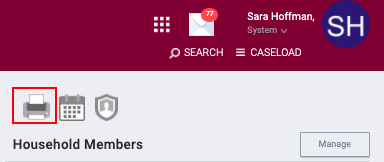 77
Sara Hoffman,
System
SH
SEARCH CASELOAD
Household Members
Manage